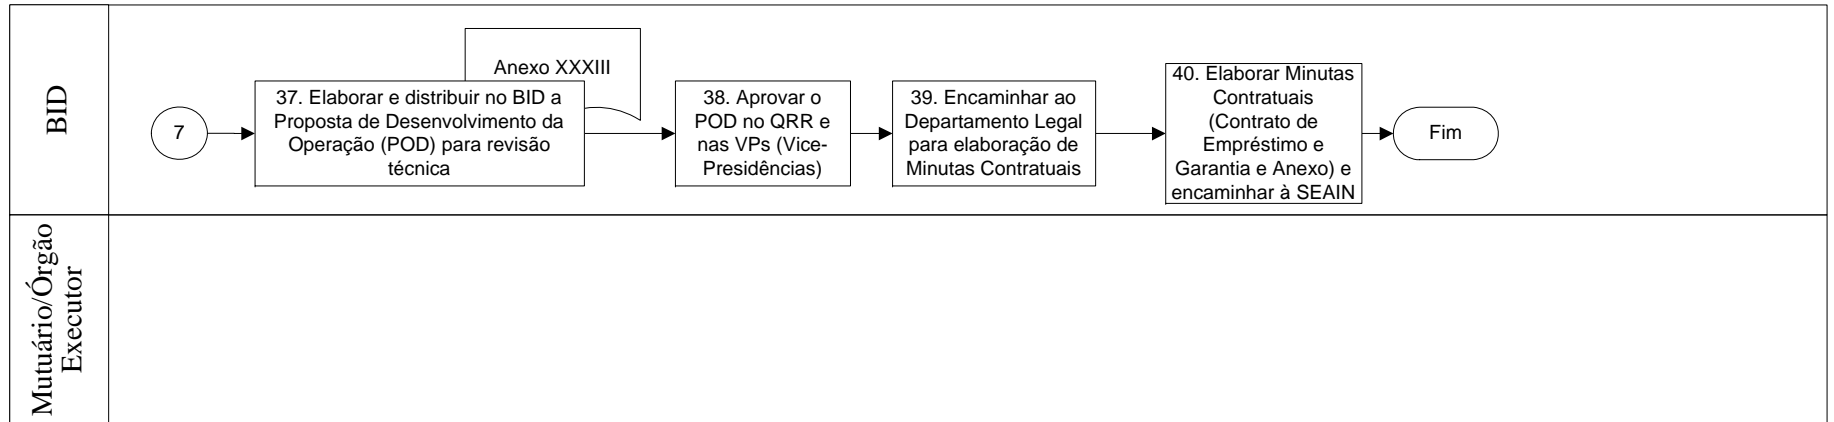 BID
7
Anexo XXXIII
37. Elaborar e distribuir no BID a
Proposta de Desenvolvimento da
Operação (POD) para revisão
técnica
38. Aprovar o
POD no QRR e
nas VPs (Vice-
Presidências)
39. Encaminhar ao
Departamento Legal
para elaboração de
Minutas Contratuais
40. Elaborar Minutas
Contratuais
(Contrato de
Empréstimo e
Garantia e Anexo) e
encaminhar à SEAIN
Fim
Mutuário/Órgão
Executor